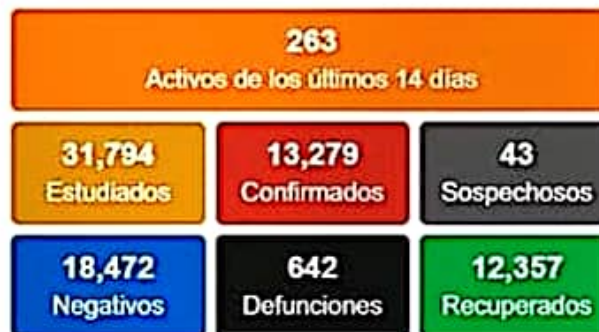 263
Activos de los últimos 14 días
31,794
Estudiados
13,279
Confirmados
43
Sospechosos
18,472
Negativos
642
Defunciones
12,357
Recuperados